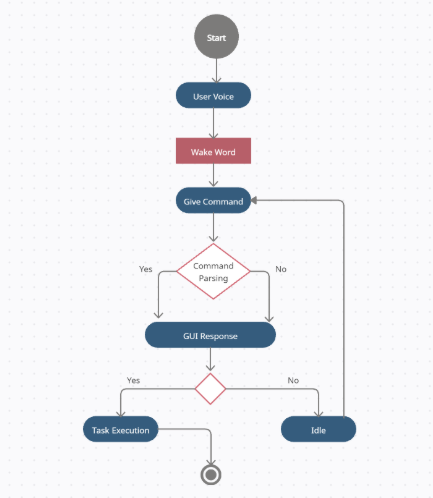 Start
User Voice
Wake Word
Give Command
Command
Parsing
Yes
No
GUI Response
Yes
No
Task Execution
Idle